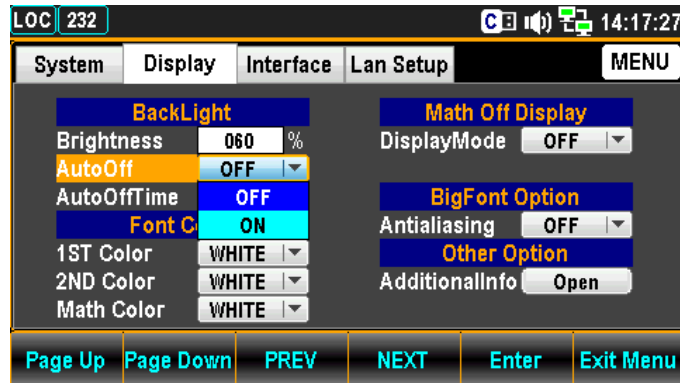 LOC 232 C 14:17:27
System Display Interface Lan Setup MENU
BackLight
Brightness 060 %
AutoOff OFF
AutoOffTime OFF
ON
Font C
1ST Color WHITE
2ND Color WHITE
Math Color WHITE
Math Off Display
DisplayMode OFF
BigFont Option
Antialiasing OFF
Other Option
AdditionalInfo Open
Page Up Page Down PREV NEXT Enter Exit Menu